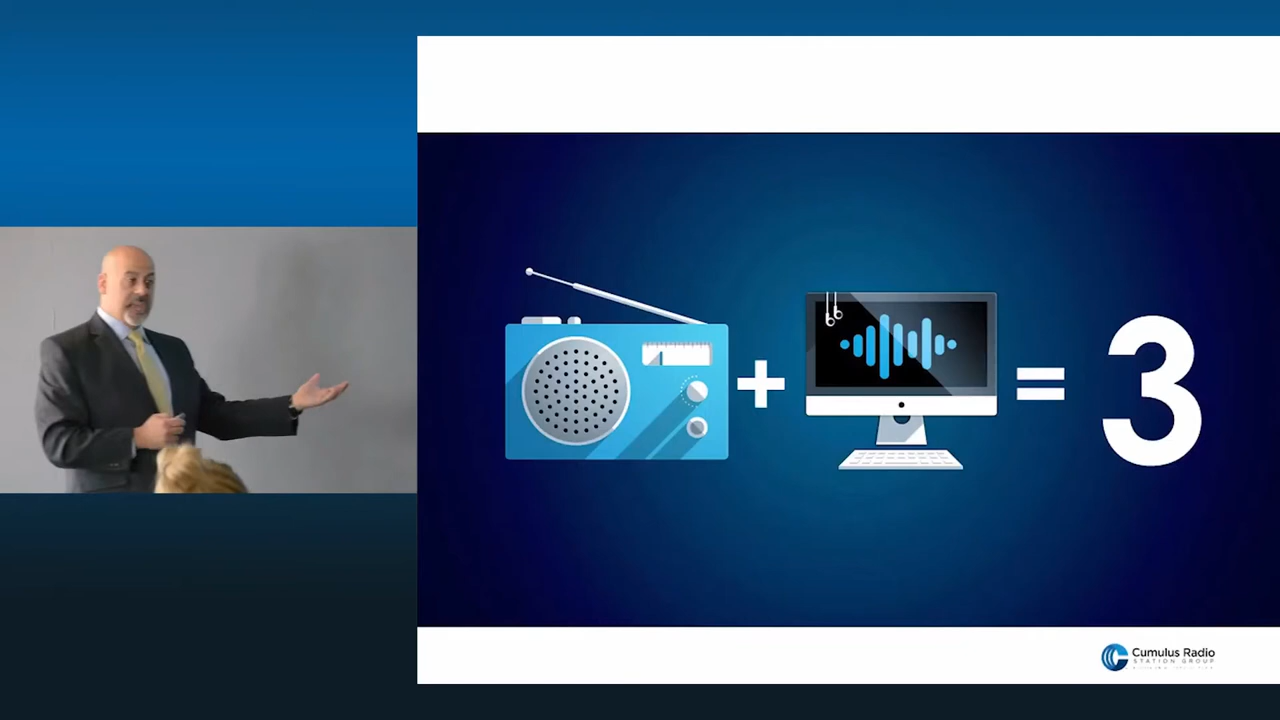 + = 3
Cumulus Radio
STATION GROUP